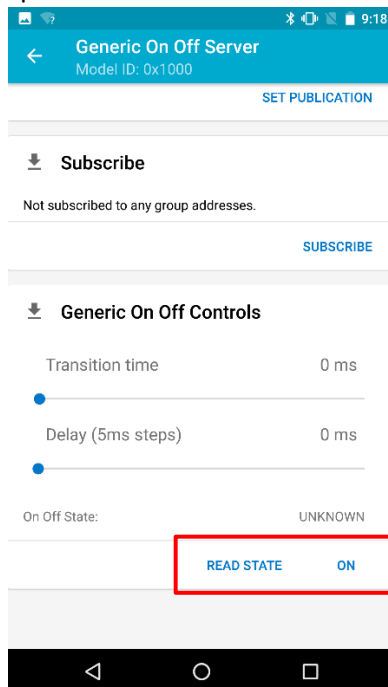 9:18
Generic On Off Server
Model ID: 0x1000
SET PUBLICATION
Subscribe
Not subscribed to any group addresses.
SUBSCRIBE
Generic On Off Controls
Transition time 0 ms
Delay (5ms steps) 0 ms
On Off State: UNKNOWN
READ STATE ON